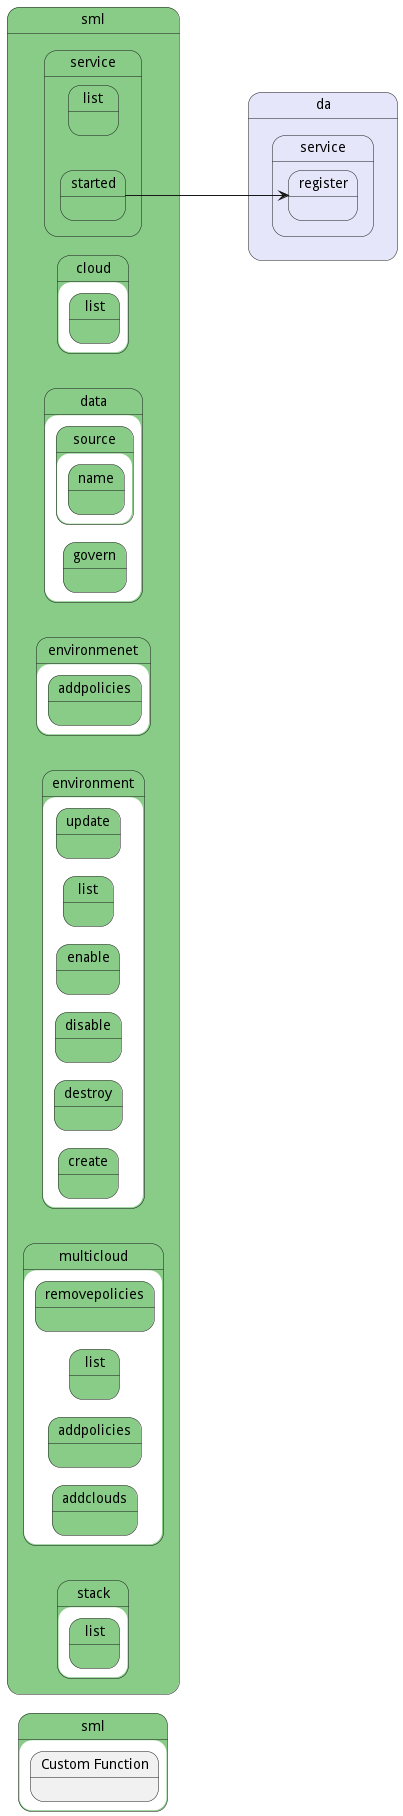 sml
service
list
started
da
service
register
cloud
list
data
source
name
govern
environmenet
addpolicies
environment
update
list
enable
disable
destroy
create
multicloud
removepolicies
list
addpolicies
addclouds
stack
list
sml
Custom Function